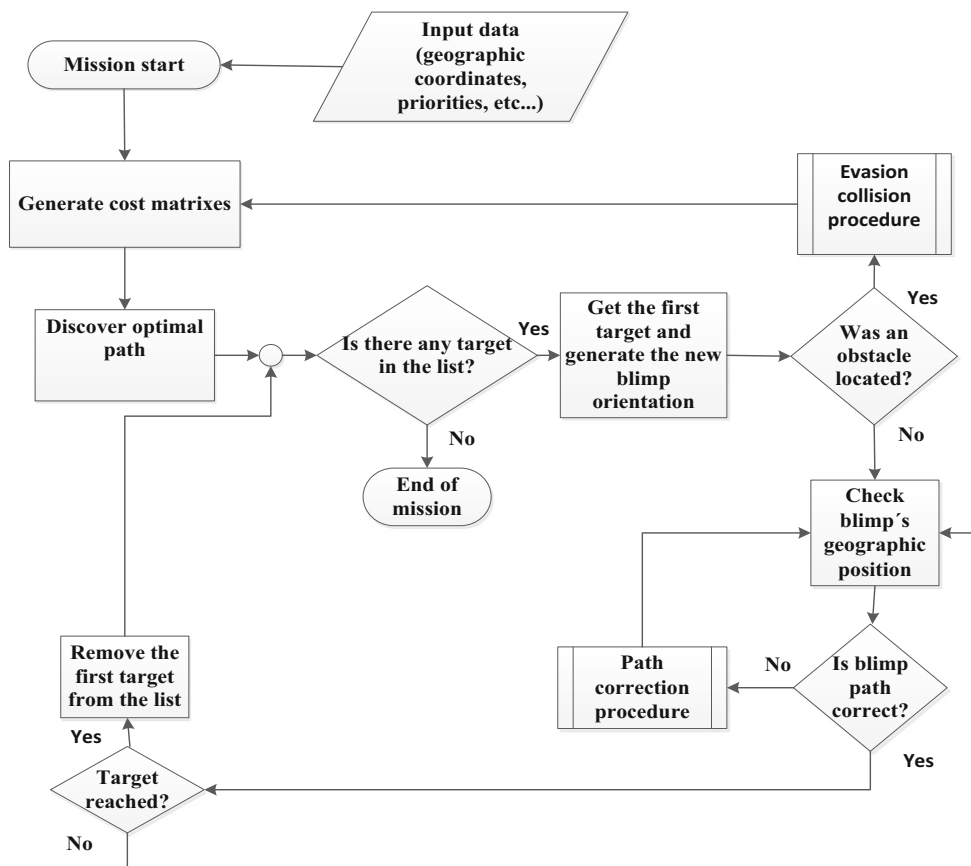 Input data
(geographic
coordinates,
priorities, etc...)
Mission start
Generate cost matrixes
Evasion
collision
procedure
Discover optimal
path
Is there any target
in the list?
Yes
Get the first
target and
generate the new
blimp
orientation
Yes
Was an
obstacle
located?
No
No
End of
mission
Check
blimp´s
geographic
position
Remove the
first target
from the list
Path
correction
procedure
No
Is blimp
path
correct?
Yes
Yes
Target
reached?
No